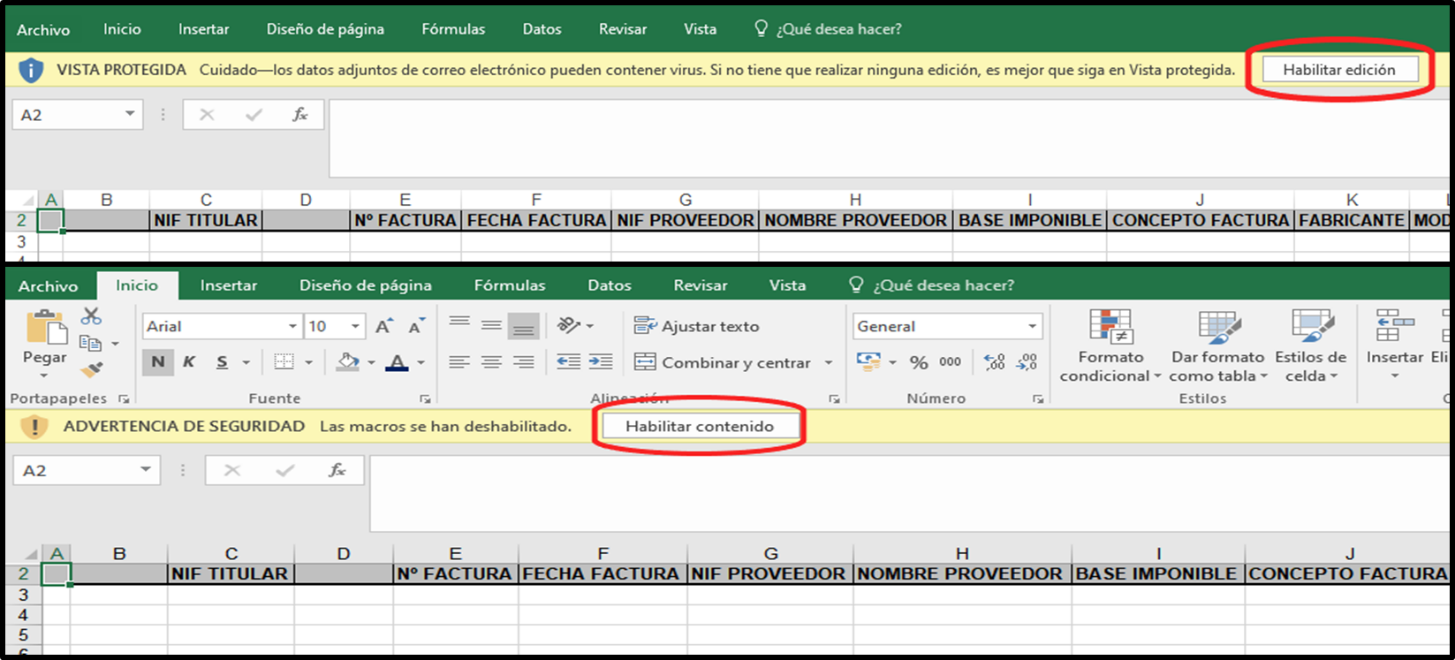 Archivo Inicio Insertar Diseño de página Fórmulas Datos Revisar Vista ¿Qué desea hacer?
VISTA PROTEGIDA Cuidado—los datos adjuntos de correo electrónico pueden contener virus. Si no tiene que realizar ninguna edición, es mejor que siga en Vista protegida. Habilitar edición
A2 fx
A B C D E F G H I J K
2 NIF TITULAR Nº FACTURA FECHA FACTURA NIF PROVEEDOR NOMBRE PROVEEDOR BASE IMPONIBLE CONCEPTO FACTURA FABRICANTE MOD
3
Archivo Inicio Insertar Diseño de página Fórmulas Datos Revisar Vista ¿Qué desea hacer?
Arial 10 A A Ajustar texto General
Pegar N K S A Combinar y centrar % 000 Formato condicional Dar formato como tabla Estilos de celda Insertar Eli
Portapapeles Fuente Alineación Número Estilos
ADVERTENCIA DE SEGURIDAD Las macros se han deshabilitado. Habilitar contenido
A2 fx
A B C D E F G H I J
2 NIF TITULAR Nº FACTURA FECHA FACTURA NIF PROVEEDOR NOMBRE PROVEEDOR BASE IMPONIBLE CONCEPTO FACTURA
3
4
5